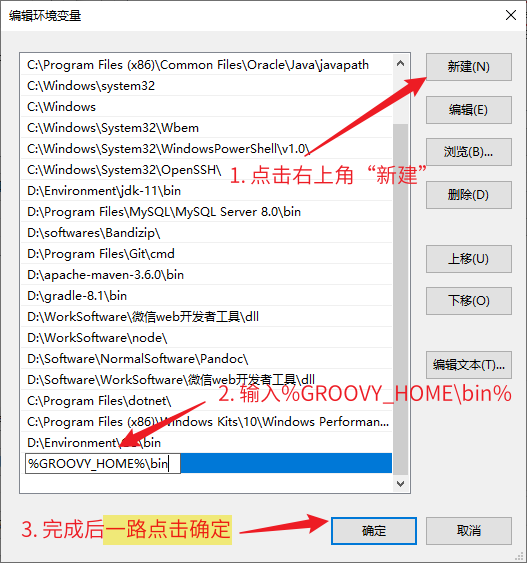 编辑环境变量
C:\Program Files (x86)\Common Files\Oracle\Java\javapath
新建(N)
C:\Windows\system32
C:\Windows
编辑(E)
C:\Windows\System32\Wbem
C:\Windows\System32\WindowsPowerShell\v1.0\
浏览(B)...
C:\Windows\System32\OpenSSH\
1. 点击右上角“新建”
D:\Environment\jdk-11\bin
删除(D)
D:\Program Files\MySQL\MySQL Server 8.0\bin
D:\softwares\Bandizip\
D:\Program Files\Git\cmd
上移(U)
D:\apache-maven-3.6.0\bin
D:\gradle-8.1\bin
下移(O)
D:\WorkSoftware\微信web开发者工具\dll
D:\WorkSoftware\node\
D:\Software\NormalSoftware\Pandoc\
编辑文本(T)...
D:\Software\WorkSoftware\微信web开发者工具\dll
C:\Program Files\dotnet\
2. 输入%GROOVY_HOME\bin%
C:\Program Files (x86)\Windows Kits\10\Windows Performan...
D:\Environment\ \bin
%GROOVY_HOME%\bin
3. 完成后一路点击确定
确定
取消